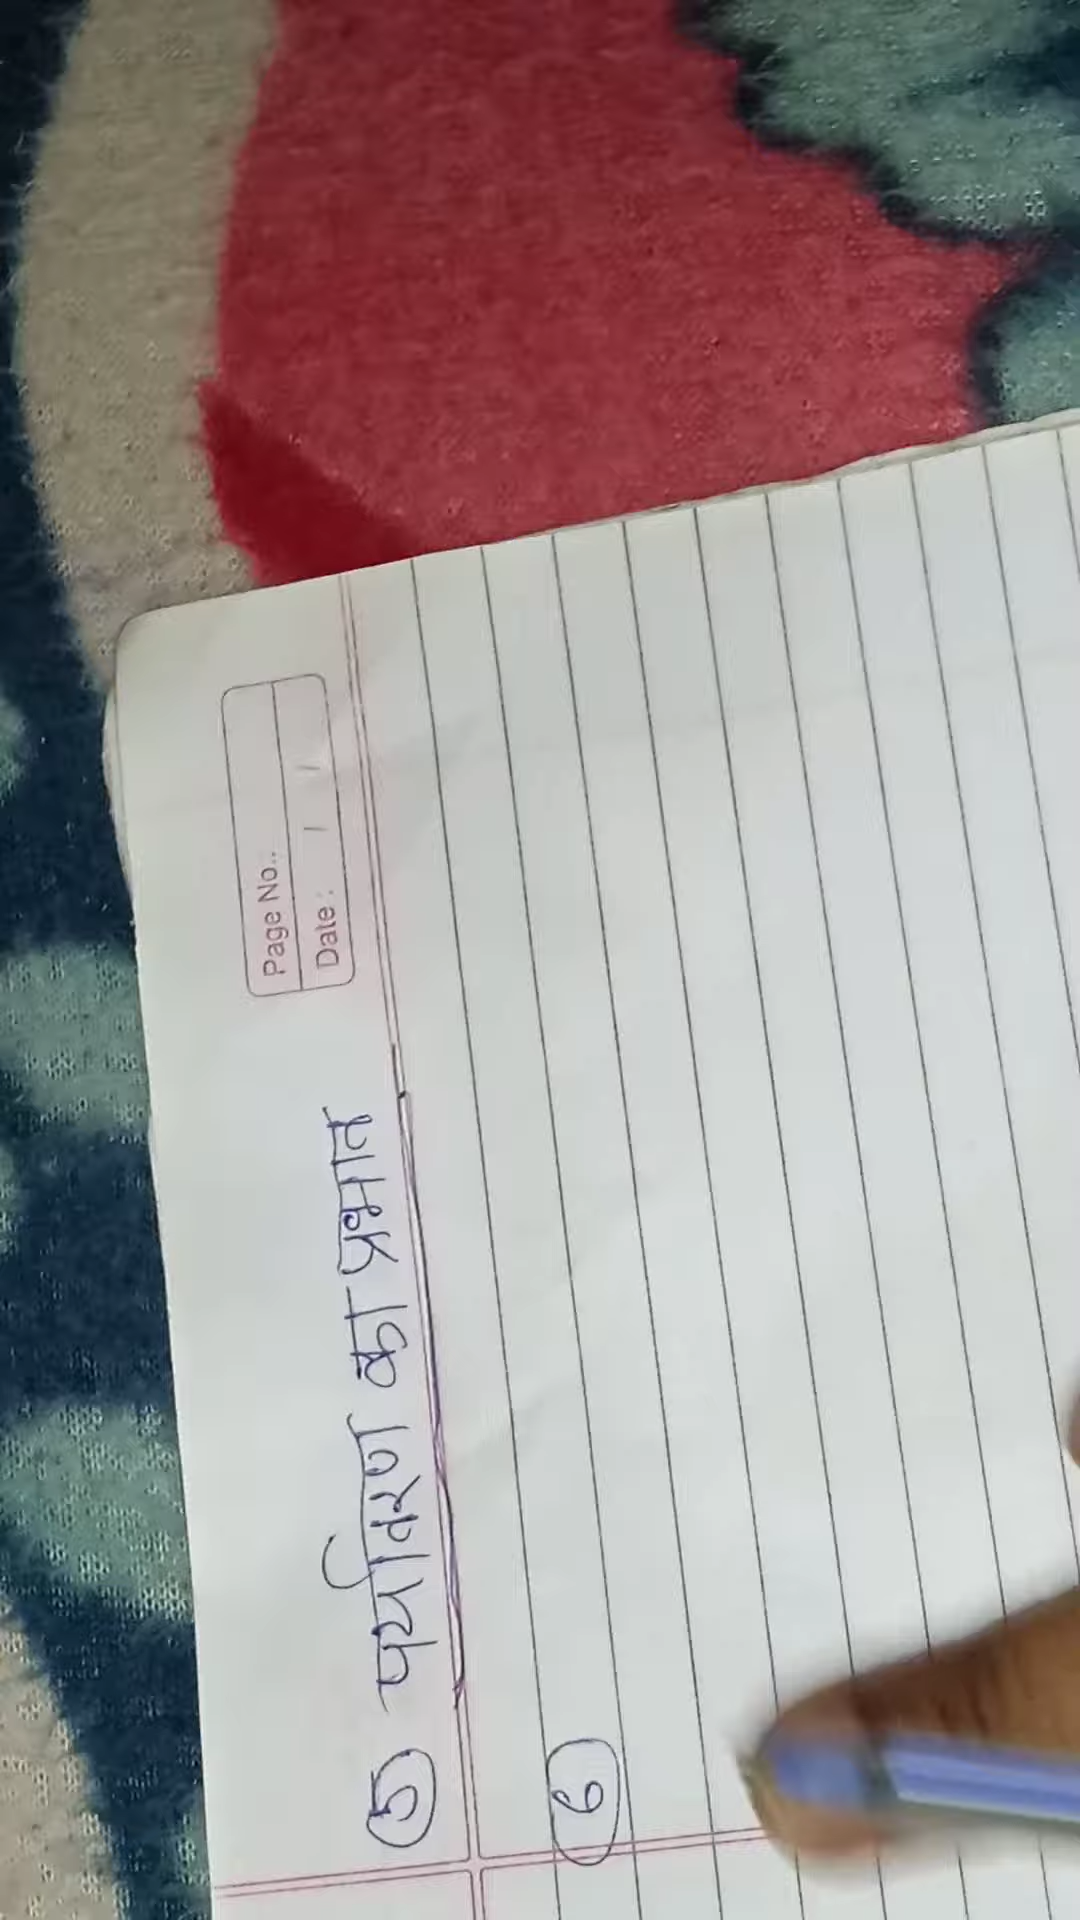 Page No.:
Date : / /
⑤ पर्यावरण का प्रभाव
⑥